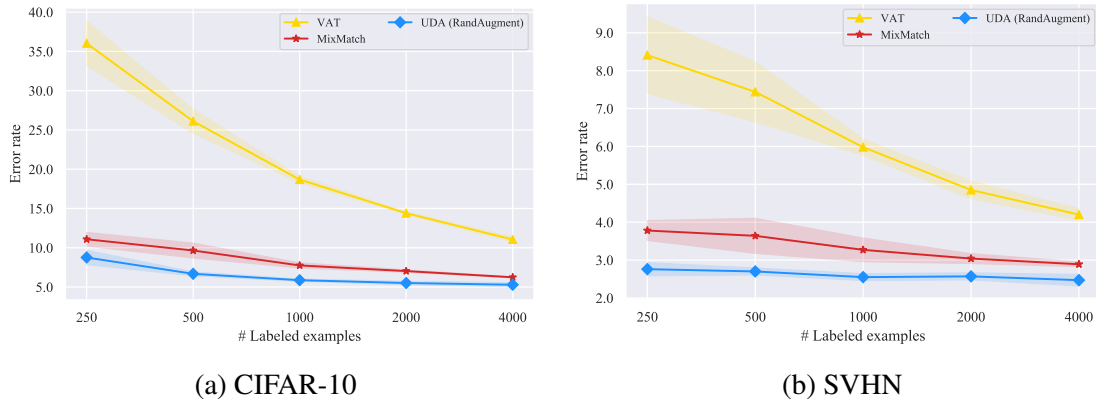 VAT
MixMatch
UDA (RandAugment)
40.0
35.0
30.0
25.0
20.0
15.0
10.0
5.0
Error rate
250 500 1000 2000 4000
# Labeled examples
(a) CIFAR-10
VAT
MixMatch
UDA (RandAugment)
9.0
8.0
7.0
6.0
5.0
4.0
3.0
2.0
Error rate
250 500 1000 2000 4000
# Labeled examples
(b) SVHN